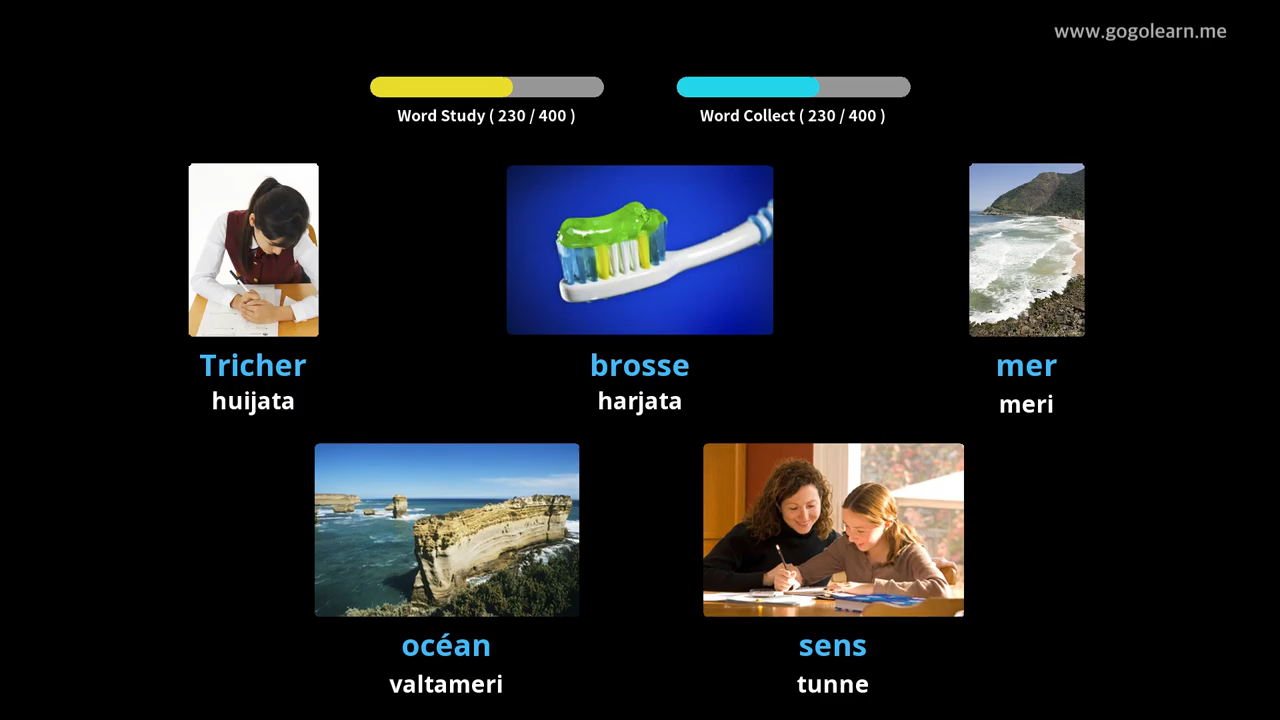 www.gogolearn.me
Word Study ( 230 / 400 )
Word Collect ( 230 / 400 )
Tricher
huijata
brosse
harjata
mer
meri
océan
valtameri
sens
tunne